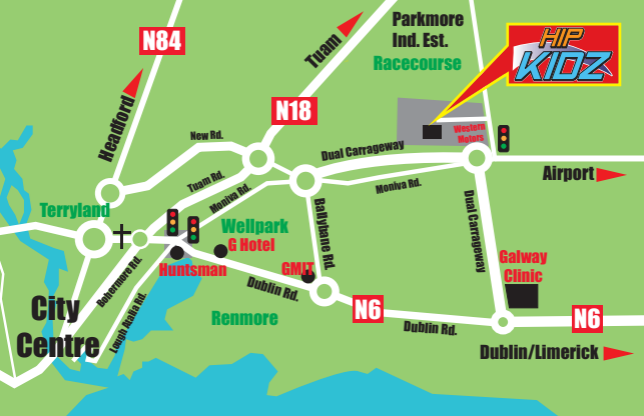 Parkmore
Ind. Est.
Racecourse
HIP
KIDZ
N84
Tuam
Headford
N18
Western
Motors
New Rd.
Dual Carrageway
Airport
Tuam Rd.
Moniva Rd.
Moniva Rd.
Terryland
Wellpark
G Hotel
Ballybane Rd.
Dual Carrageway
Huntsman
GMIT
Galway
Clinic
Bohermore Rd.
Lough Atalia Rd.
Dublin Rd.
City
Centre
Renmore
N6
Dublin Rd.
N6
Dublin/Limerick